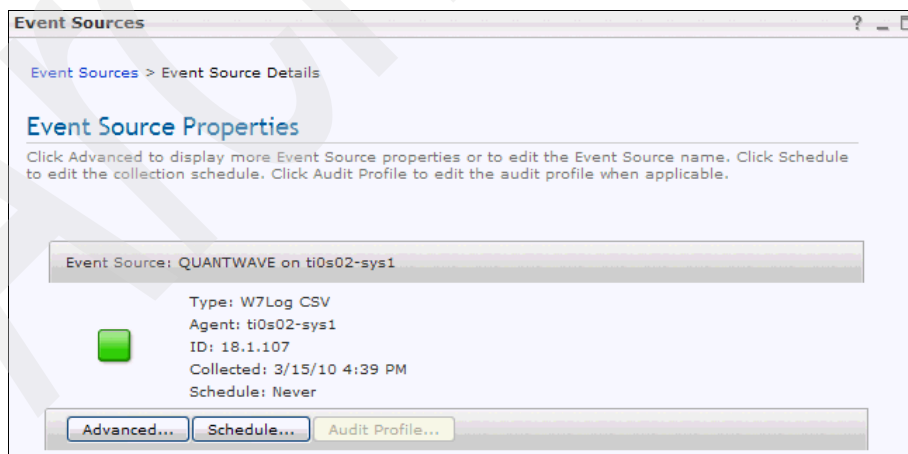 Event Sources
?
Event Sources > Event Source Details
Event Source Properties
Click Advanced to display more Event Source properties or to edit the Event Source name. Click Schedule
to edit the collection schedule. Click Audit Profile to edit the audit profile when applicable.
Event Source: QUANTWAVE on ti0s02-sys1
Type: W7Log CSV
Agent: ti0s02-sys1
ID: 18.1.107
Collected: 3/15/10 4:39 PM
Schedule: Never
Advanced... Schedule... Audit Profile...